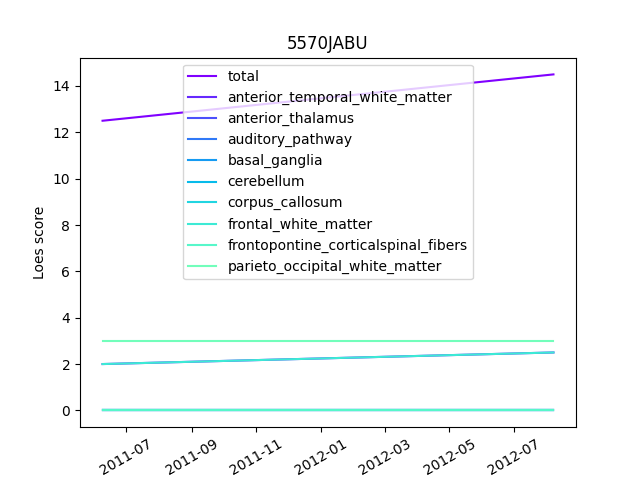 5570JABU
total
anterior_temporal_white_matter
anterior_thalamus
auditory_pathway
basal_ganglia
cerebellum
corpus_callosum
frontal_white_matter
frontopontine_corticalspinal_fibers
parieto_occipital_white_matter
Loes score
14
12
10
8
6
4
2
0
2011-07 2011-09 2011-11 2012-01 2012-03 2012-05 2012-07